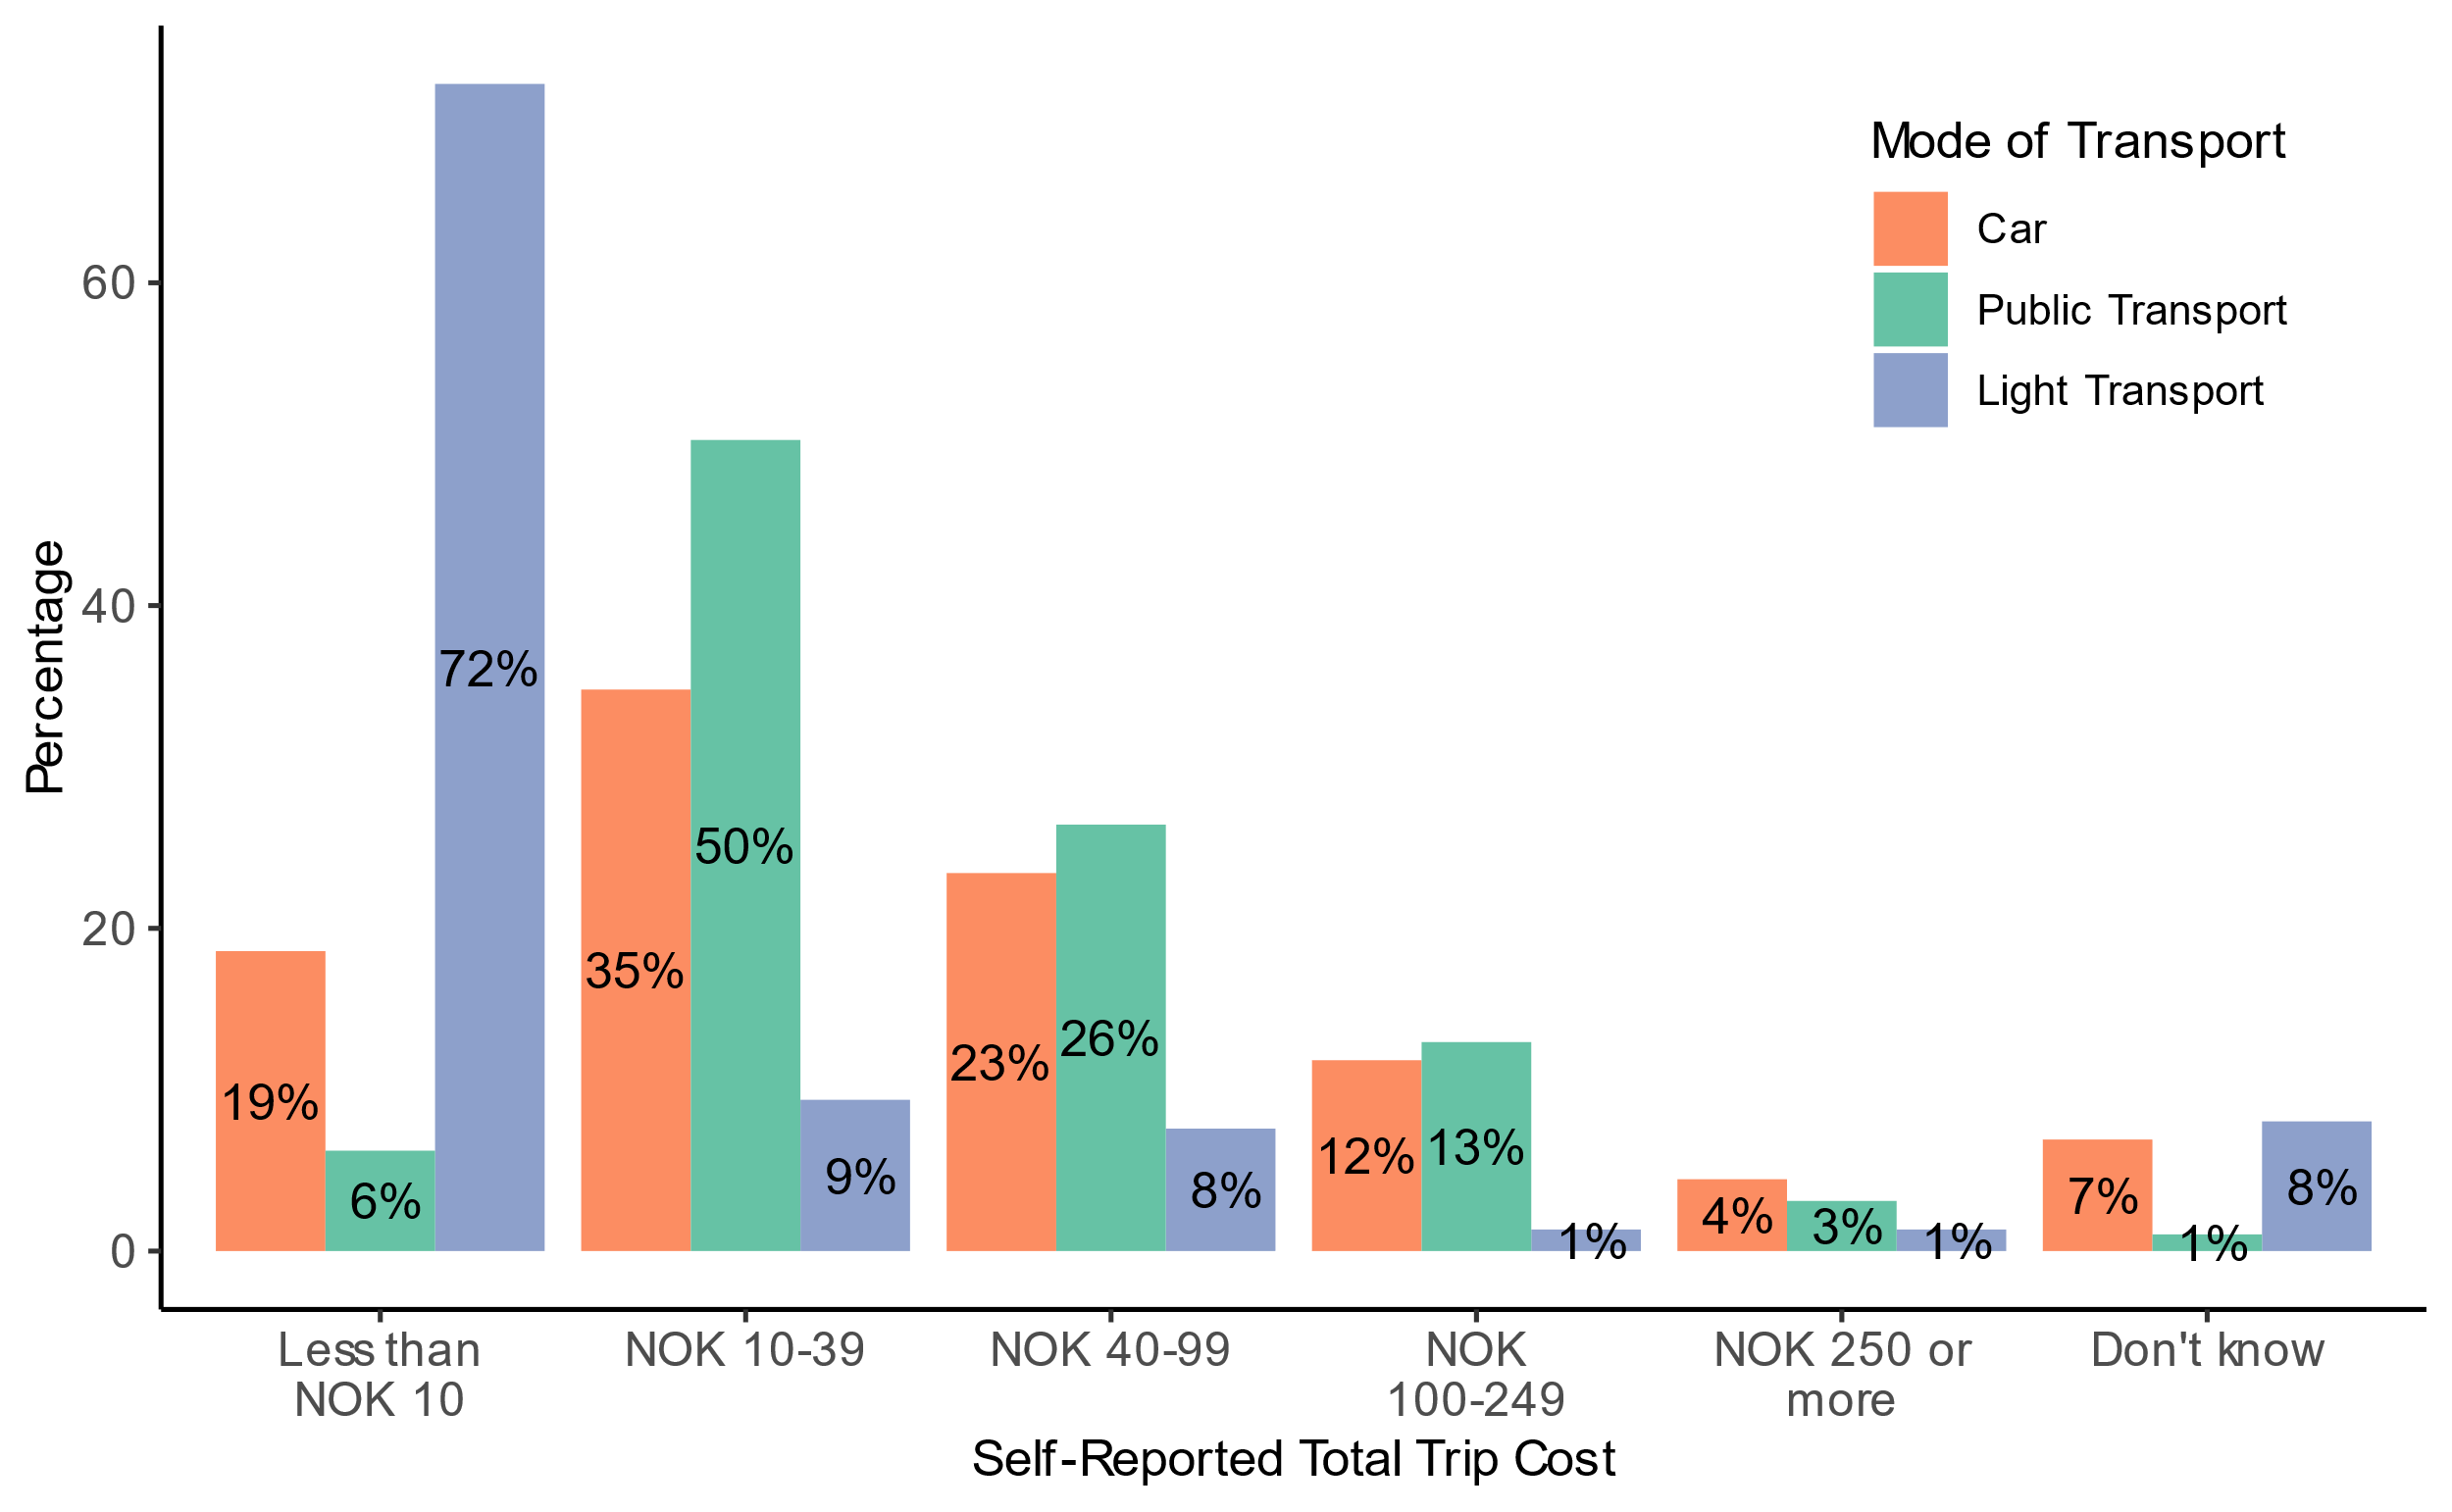 Mode of Transport
Car
Public Transport
Light Transport
Percentage
60
40
20
0
19%
6%
72%
35%
50%
9%
23%
26%
8%
12%
13%
1%
4%
3%
1%
7%
1%
8%
Less than
NOK 10
NOK 10-39
NOK 40-99
NOK
100-249
NOK 250 or
more
Don't know
Self-Reported Total Trip Cost